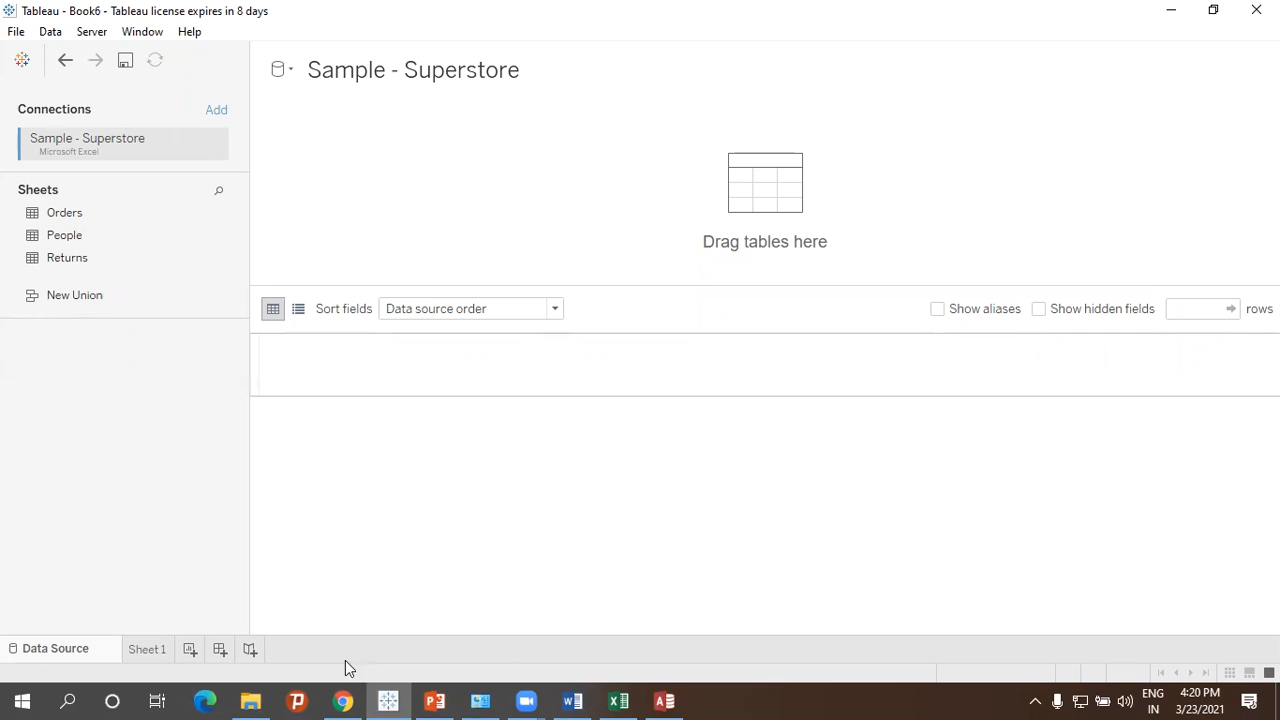 Tableau - Book6 - Tableau license expires in 8 days
File Data Server Window Help
Sample - Superstore
Connections Add
Sample - Superstore
Microsoft Excel
Sheets
Orders
People
Returns
New Union
Drag tables here
Sort fields Data source order Show aliases Show hidden fields rows
Data Source Sheet 1
ENG 4:20 PM
IN 3/23/2021